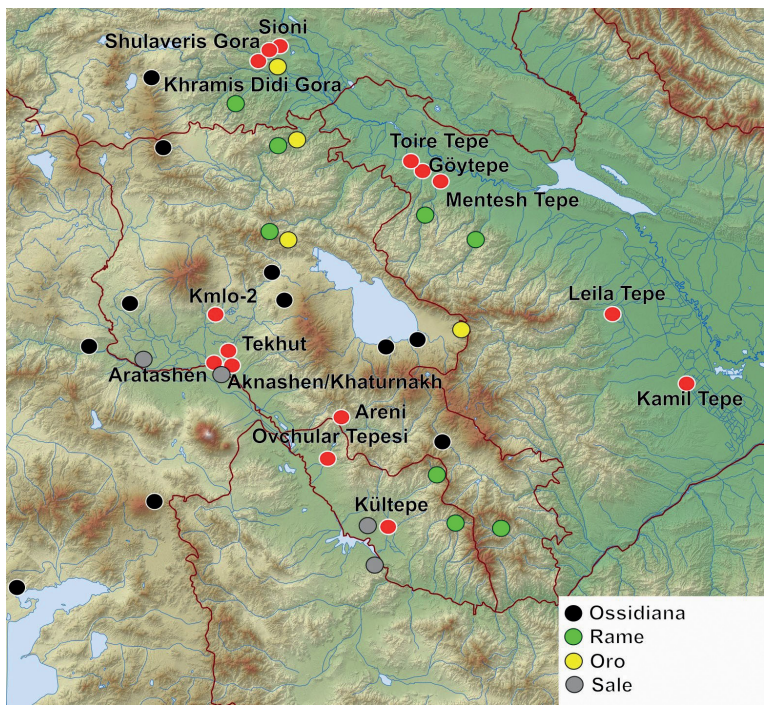 Sioni
Shulaveris Gora
Khramis Didi Gora
Toire Tepe
Göytepe
Mentesh Tepe
Leila Tepe
Kmlo-2
Tekhut
Aratashen
Aknashen/Khaturnakh
Kamil Tepe
Areni
Ovchular Tepesi
Kültepe
Ossidiana
Rame
Oro
Sale